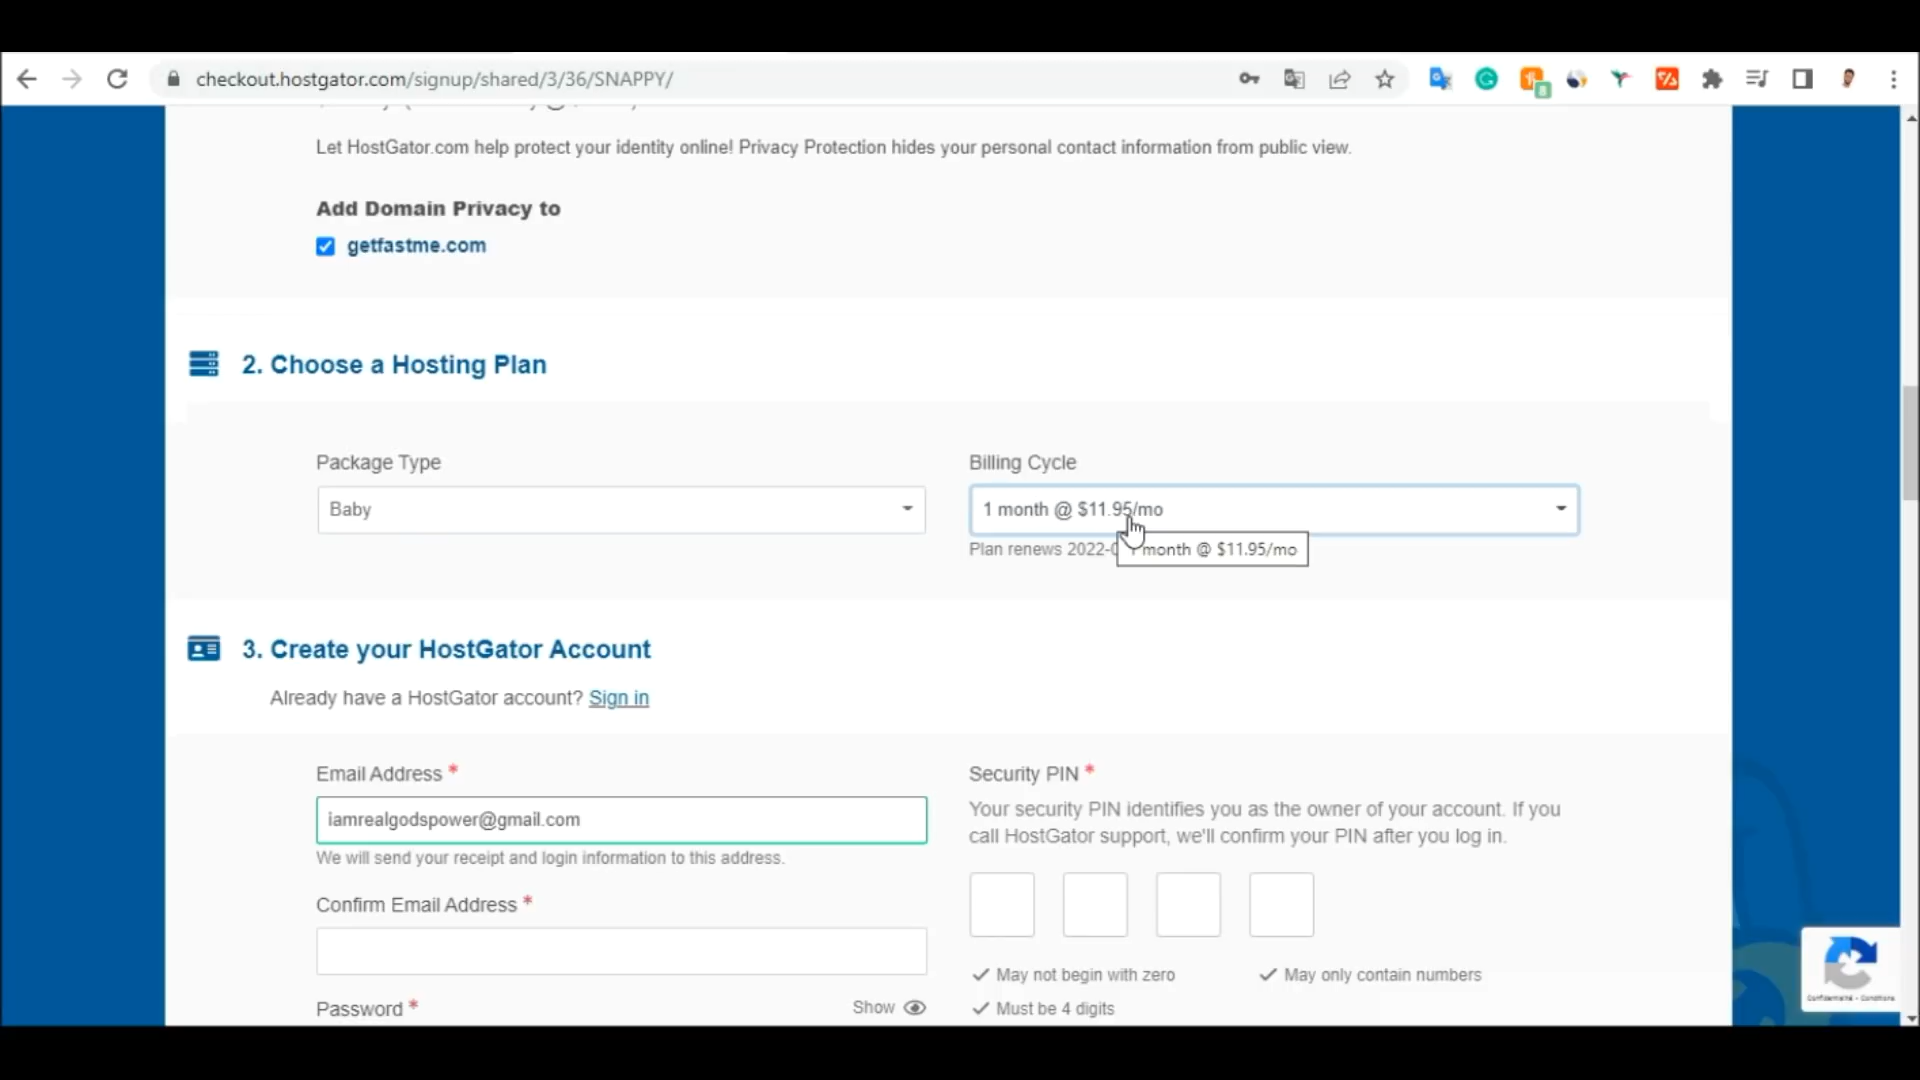 checkout.hostgator.com/signup/shared/3/36/SNAPPY/
8
Let HostGator.com help protect your identity online! Privacy Protection hides your personal contact information from public view.
Add Domain Privacy to
getfastme.com
2. Choose a Hosting Plan
Package Type
Billing Cycle
Baby
1 month @ $11.95/mo
Plan renews 2022-0
month @ $11.95/mo
3. Create your HostGator Account
Already have a HostGator account? Sign in
Email Address *
Security PIN *
iamrealgodspower@gmail.com
Your security PIN identifies you as the owner of your account. If you
call HostGator support, we'll confirm your PIN after you log in.
We will send your receipt and login information to this address.
Confirm Email Address *
May not begin with zero
May only contain numbers
Password *
Show
Must be 4 digits